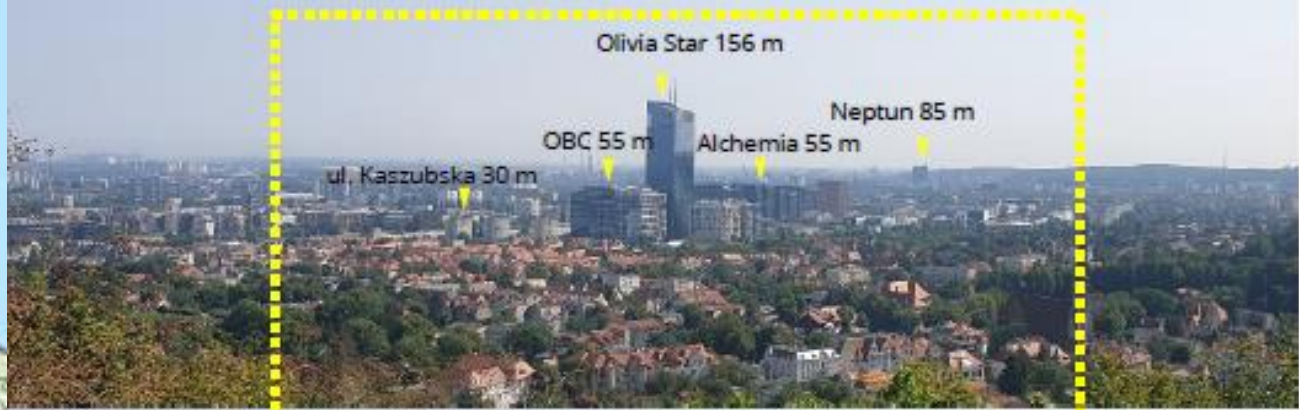 Olivia Star 156 m
Neptun 85 m
OBC 55 m
Alchemia 55 m
ul. Kaszubska 30 m